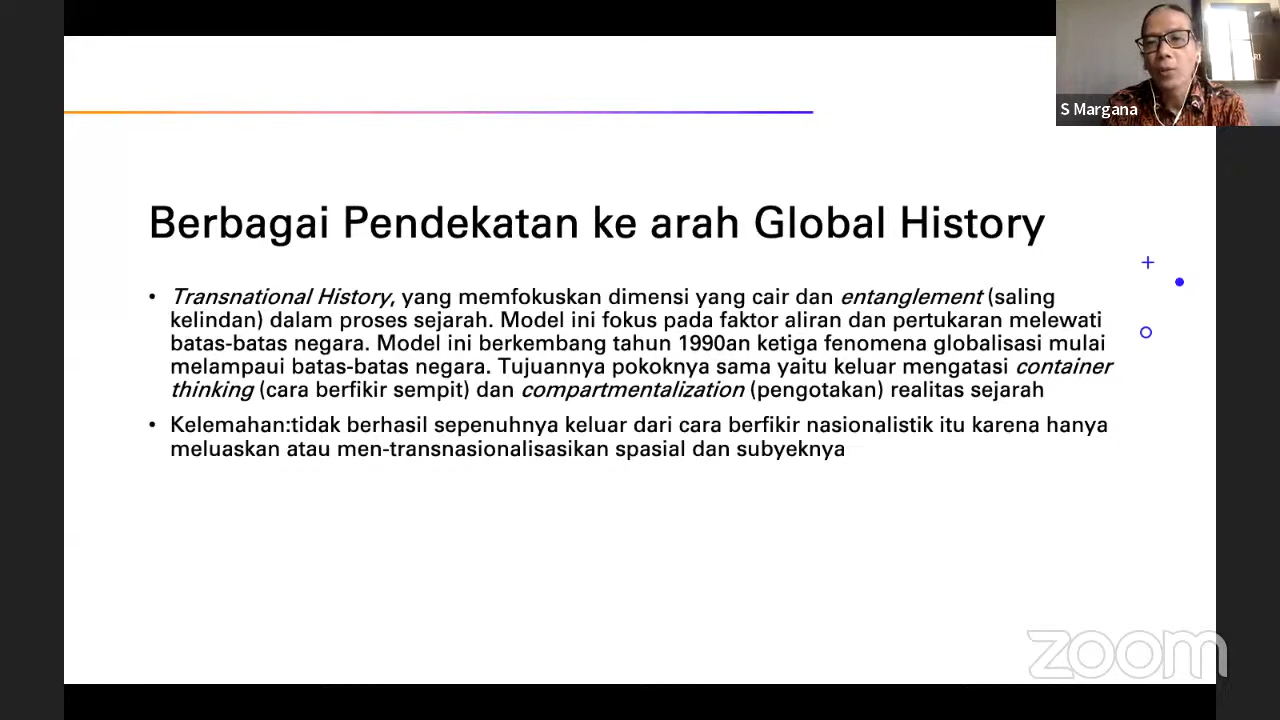 S Margana
Berbagai Pendekatan ke arah Global History
• Transnational History, yang memfokuskan dimensi yang cair dan entanglement (saling
kelindan) dalam proses sejarah. Model ini fokus pada faktor aliran dan pertukaran melewati
batas-batas negara. Model ini berkembang tahun 1990an ketiga fenomena globalisasi mulai
melampaui batas-batas negara. Tujuannya pokoknya sama yaitu keluar mengatasi container
thinking (cara berfikir sempit) dan compartmentalization (pengotakan) realitas sejarah
• Kelemahan:tidak berhasil sepenuhnya keluar dari cara berfikir nasionalistik itu karena hanya
meluaskan atau men-transnasionalisasikan spasial dan subyeknya
zoom